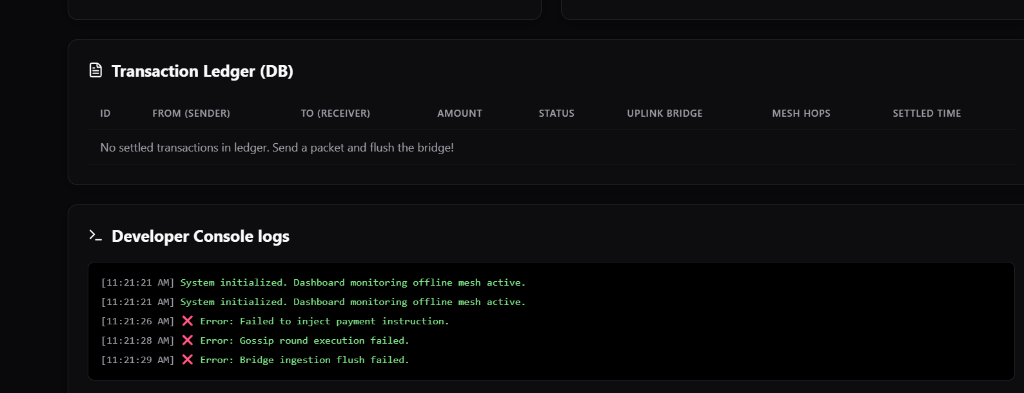 Transaction Ledger (DB)
ID FROM (SENDER) TO (RECEIVER) AMOUNT STATUS UPLINK BRIDGE MESH HOPS SETTLED TIME
No settled transactions in ledger. Send a packet and flush the bridge!
Developer Console logs
[11:21:21 AM] System initialized. Dashboard monitoring offline mesh active.
[11:21:21 AM] System initialized. Dashboard monitoring offline mesh active.
[11:21:26 AM] ❌ Error: Failed to inject payment instruction.
[11:21:28 AM] ❌ Error: Gossip round execution failed.
[11:21:29 AM] ❌ Error: Bridge ingestion flush failed.